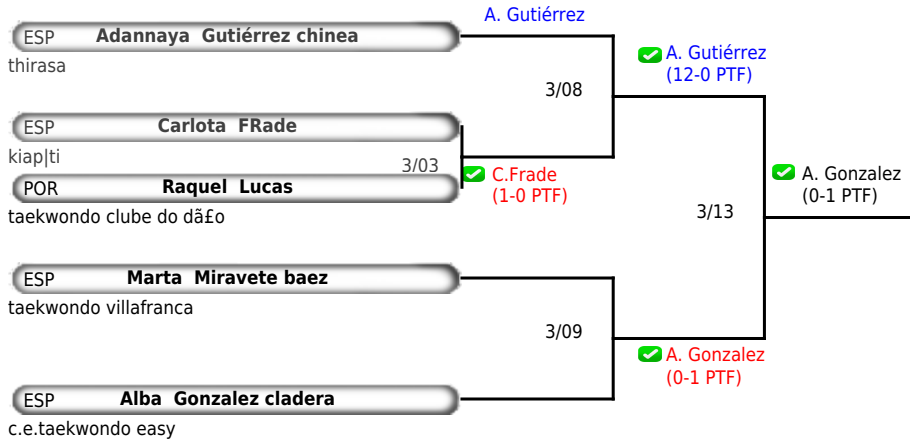 A. Gutiérrez
ESP Adannaya Gutiérrez chinea
thirasa
A. Gutiérrez
(12-0 PTF)
3/08
ESP Carlota FRade
kiap|ti
3/03
C.Frade
(1-0 PTF)
POR Raquel Lucas
taekwondo clube do dã£o
A. Gonzalez
(0-1 PTF)
3/13
ESP Marta Miravete baez
taekwondo villafranca
3/09
A. Gonzalez
(0-1 PTF)
ESP Alba Gonzalez cladera
c.e.taekwondo easy